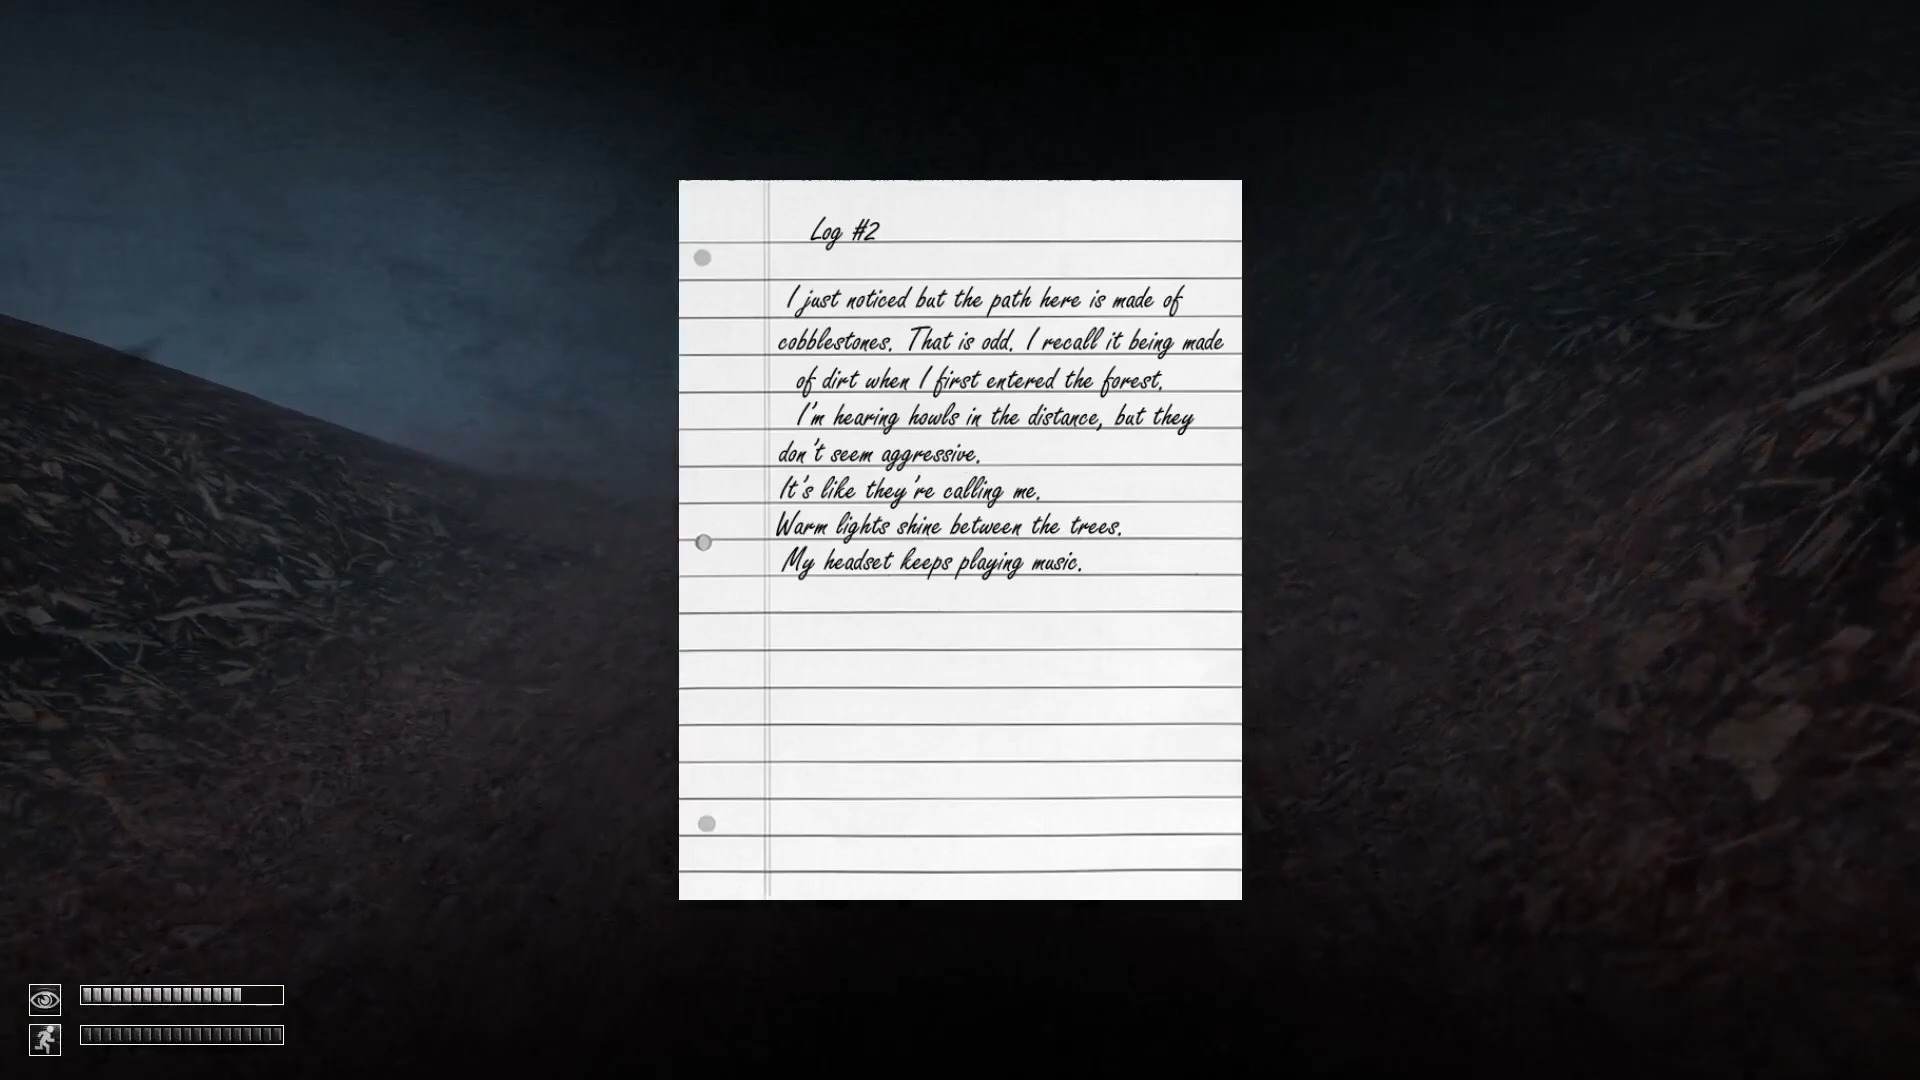 Log #2
I just noticed but the path here is made of
cobblestones. That is odd. I recall it being made
of dirt when I first entered the forest.
I'm hearing howls in the distance, but they
don't seem aggressive.
It's like they're calling me.
Warm lights shine between the trees.
My headset keeps playing music.